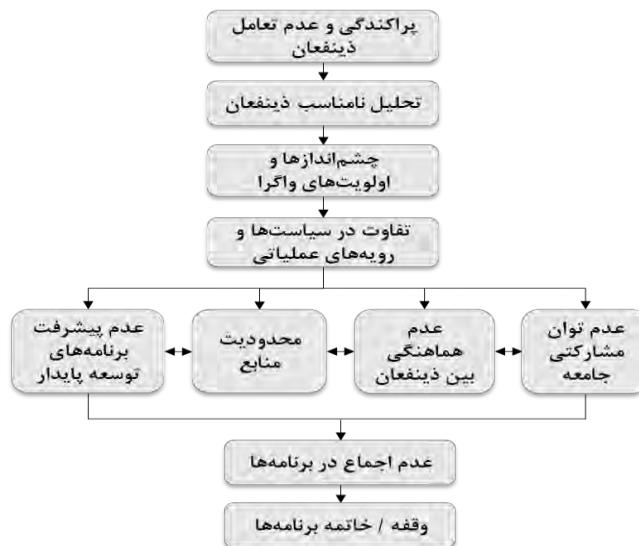 پراکندگی و عدم تعامل
ذینفعان
تحلیل نامناسب ذینفعان
چشم‌اندازها و
اولویت‌های واگرا
تفاوت در سیاست‌ها و
رویه‌های عملیاتی
عدم توان
مشارکتی
جامعه
عدم
هماهنگی
بین ذینفعان
محدودیت
منابع
عدم پیشرفت
برنامه‌های
توسعه پایدار
عدم اجماع در برنامه‌ها
وقفه / خاتمه برنامه‌ها